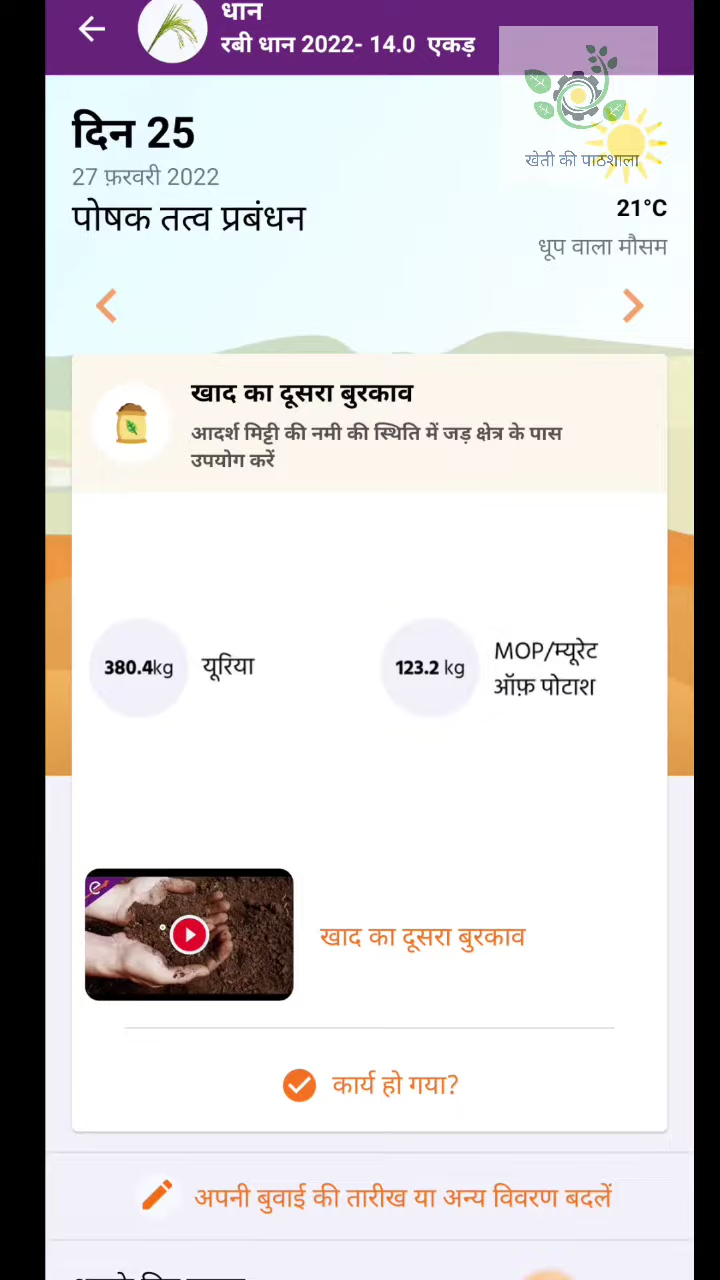 धान
रबी धान 2022- 14.0 एकड़
खेती की पाठशाला
दिन 25
27 फ़रवरी 2022
पोषक तत्व प्रबंधन
21°C
धूप वाला मौसम
खाद का दूसरा बुरकाव
आदर्श मिट्टी की नमी की स्थिति में जड़ क्षेत्र के पास
उपयोग करें
380.4kg यूरिया
123.2 kg MOP/म्यूरेट
ऑफ़ पोटाश
खाद का दूसरा बुरकाव
कार्य हो गया?
अपनी बुवाई की तारीख या अन्य विवरण बदलें